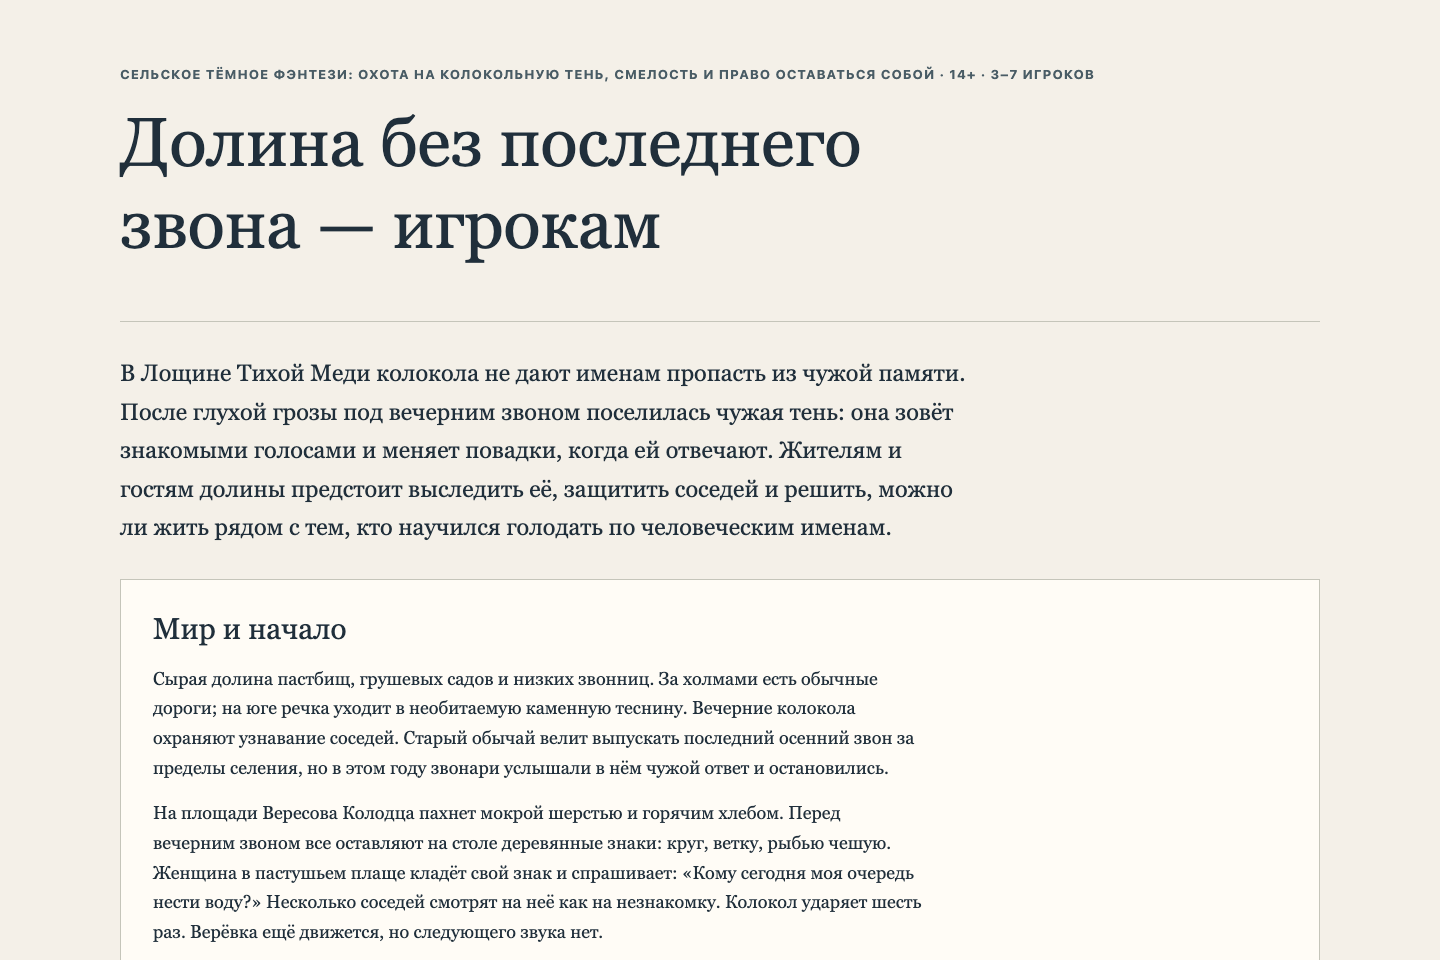 СЕЛЬСКОЕ ТЁМНОЕ ФЭНТЕЗИ: ОХОТА НА КОЛОКОЛЬНУЮ ТЕНЬ, СМЕЛОСТЬ И ПРАВО ОСТАВАТЬСЯ СОБОЙ · 14+ · 3–7 ИГРОКОВ
Долина без последнего
звона — игрокам
В Лощине Тихой Меди колокола не дают именам пропасть из чужой памяти.
После глухой грозы под вечерним звоном поселилась чужая тень: она зовёт
знакомыми голосами и меняет повадки, когда ей отвечают. Жителям и
гостям долины предстоит выследить её, защитить соседей и решить, можно
ли жить рядом с тем, кто научился голодать по человеческим именам.
Мир и начало
Сырая долина пастбищ, грушевых садов и низких звонниц. За холмами есть обычные
дороги; на юге речка уходит в необитаемую каменную теснину. Вечерние колокола
охраняют узнавание соседей. Старый обычай велит выпускать последний осенний звон за
пределы селения, но в этом году звонари услышали в нём чужой ответ и остановились.
На площади Вересова Колодца пахнет мокрой шерстью и горячим хлебом. Перед
вечерним звоном все оставляют на столе деревянные знаки: круг, ветку, рыбью чешую.
Женщина в пастушьем плаще кладёт свой знак и спрашивает: «Кому сегодня моя очередь
нести воду?» Несколько соседей смотрят на неё как на незнакомку. Колокол ударяет шесть
раз. Верёвка ещё движется, но следующего звука нет.